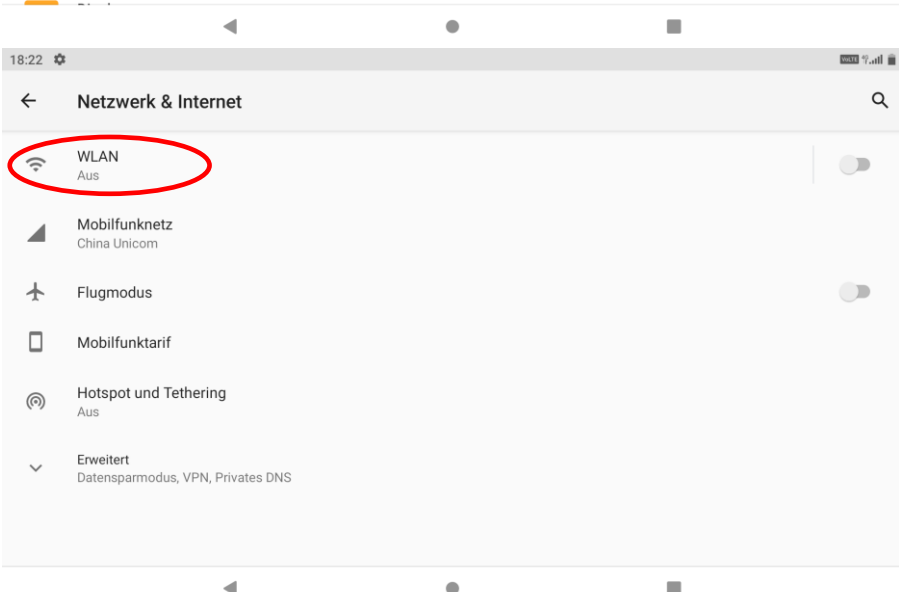 18:22
VoLTE
Netzwerk & Internet
WLAN
Aus
Mobilfunknetz
China Unicom
Flugmodus
Mobilfunktarif
Hotspot und Tethering
Aus
Erweitert
Datensparmodus, VPN, Privates DNS